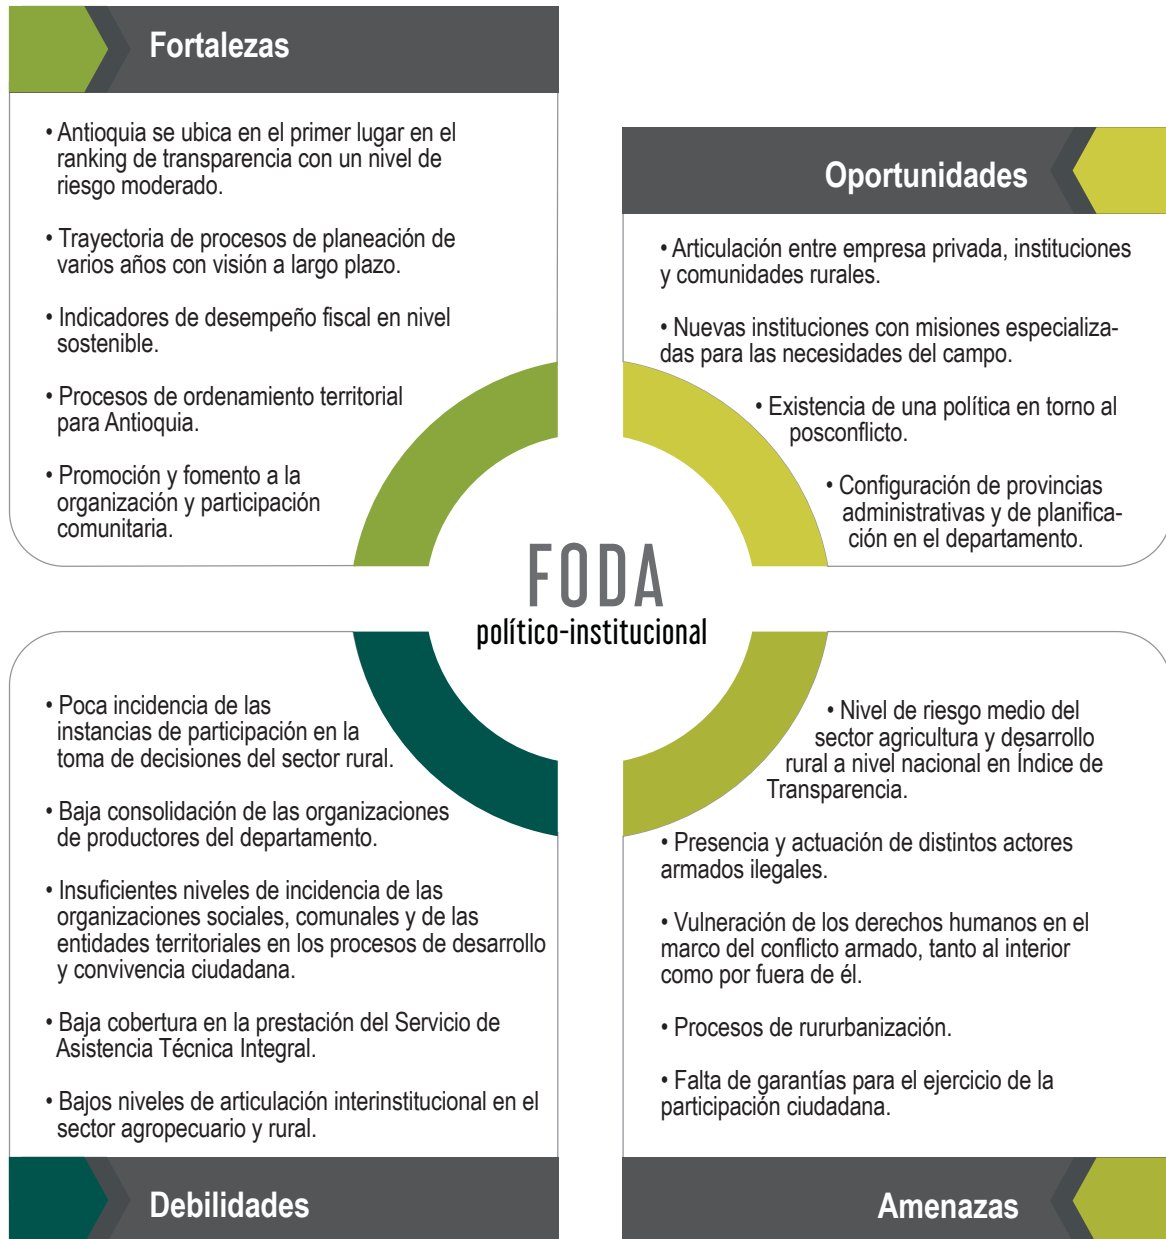 Fortalezas
• Antioquia se ubica en el primer lugar en el
ranking de transparencia con un nivel de
riesgo moderado.
• Trayectoria de procesos de planeación de
varios años con visión a largo plazo.
• Indicadores de desempeño fiscal en nivel
sostenible.
• Procesos de ordenamiento territorial
para Antioquia.
• Promoción y fomento a la
organización y participación
comunitaria.
Oportunidades
• Articulación entre empresa privada, instituciones
y comunidades rurales.
• Nuevas instituciones con misiones especializa-
das para las necesidades del campo.
• Existencia de una política en torno al
posconflicto.
• Configuración de provincias
administrativas y de planifica-
ción en el departamento.
FODA
político-institucional
• Poca incidencia de las
instancias de participación en la
toma de decisiones del sector rural.
• Baja consolidación de las organizaciones
de productores del departamento.
• Insuficientes niveles de incidencia de las
organizaciones sociales, comunales y de las
entidades territoriales en los procesos de desarrollo
y convivencia ciudadana.
• Baja cobertura en la prestación del Servicio de
Asistencia Técnica Integral.
• Bajos niveles de articulación interinstitucional en el
sector agropecuario y rural.
Debilidades
• Nivel de riesgo medio del
sector agricultura y desarrollo
rural a nivel nacional en Índice de
Transparencia.
• Presencia y actuación de distintos actores
armados ilegales.
• Vulneración de los derechos humanos en el
marco del conflicto armado, tanto al interior
como por fuera de él.
• Procesos de rururbanización.
• Falta de garantías para el ejercicio de la
participación ciudadana.
Amenazas